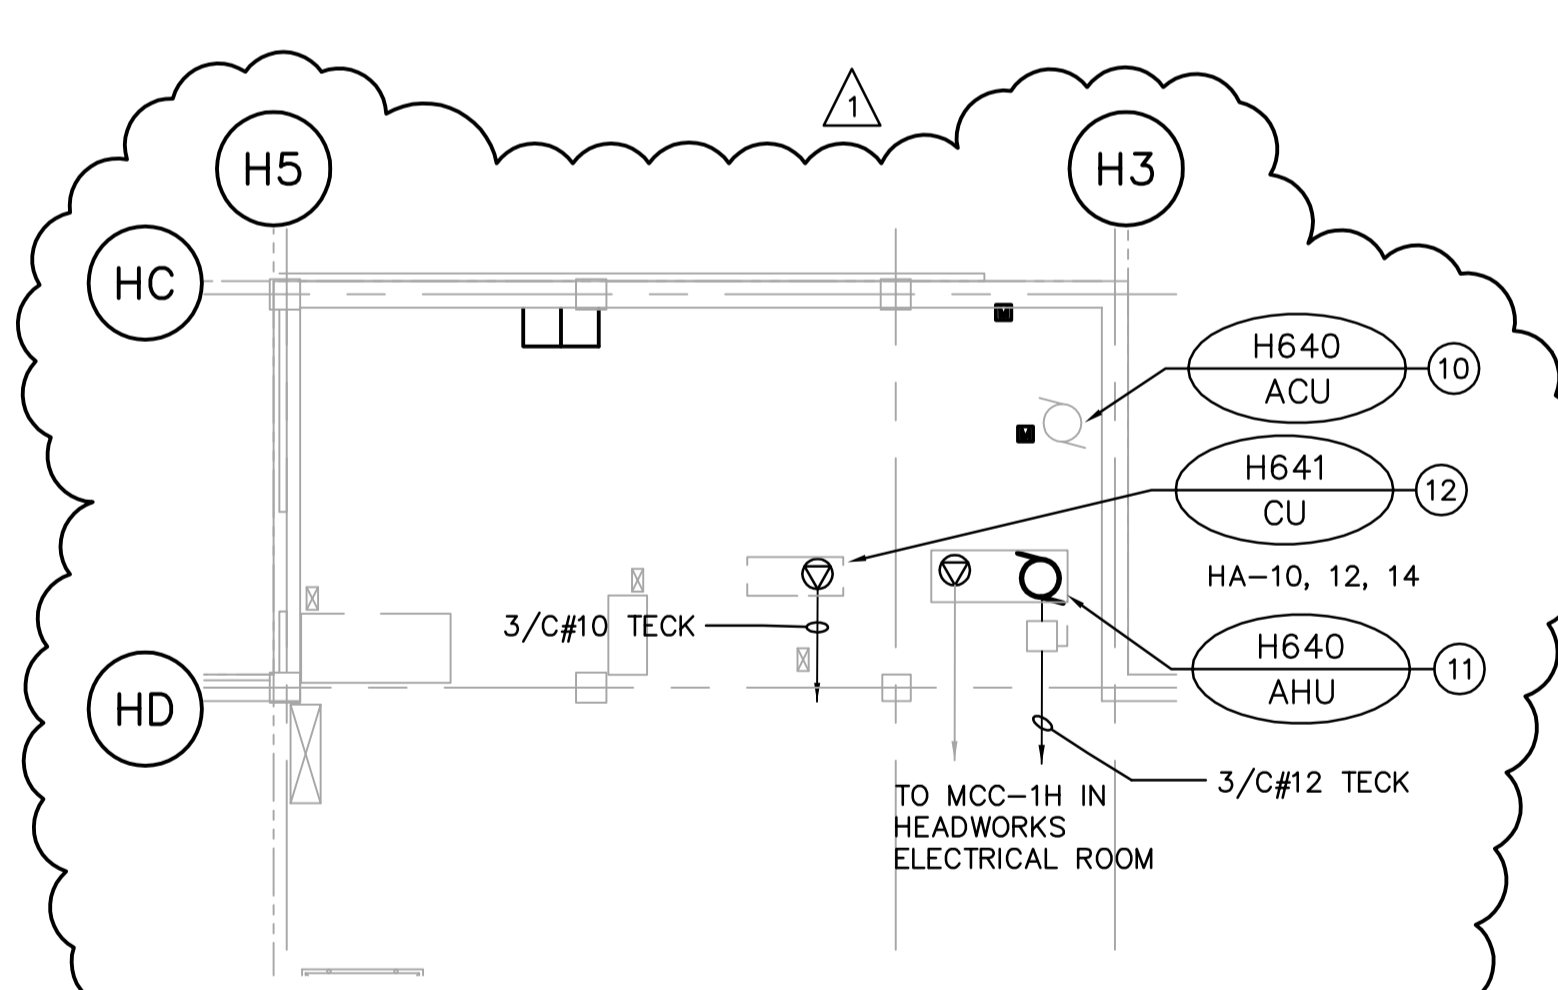 1
H5
H3
HC
H640
ACU
10
H641
CU
12
HA-10, 12, 14
3/C#10 TECK
H640
AHU
11
HD
3/C#12 TECK
TO MCC-1H IN
HEADWORKS
ELECTRICAL ROOM
M
M